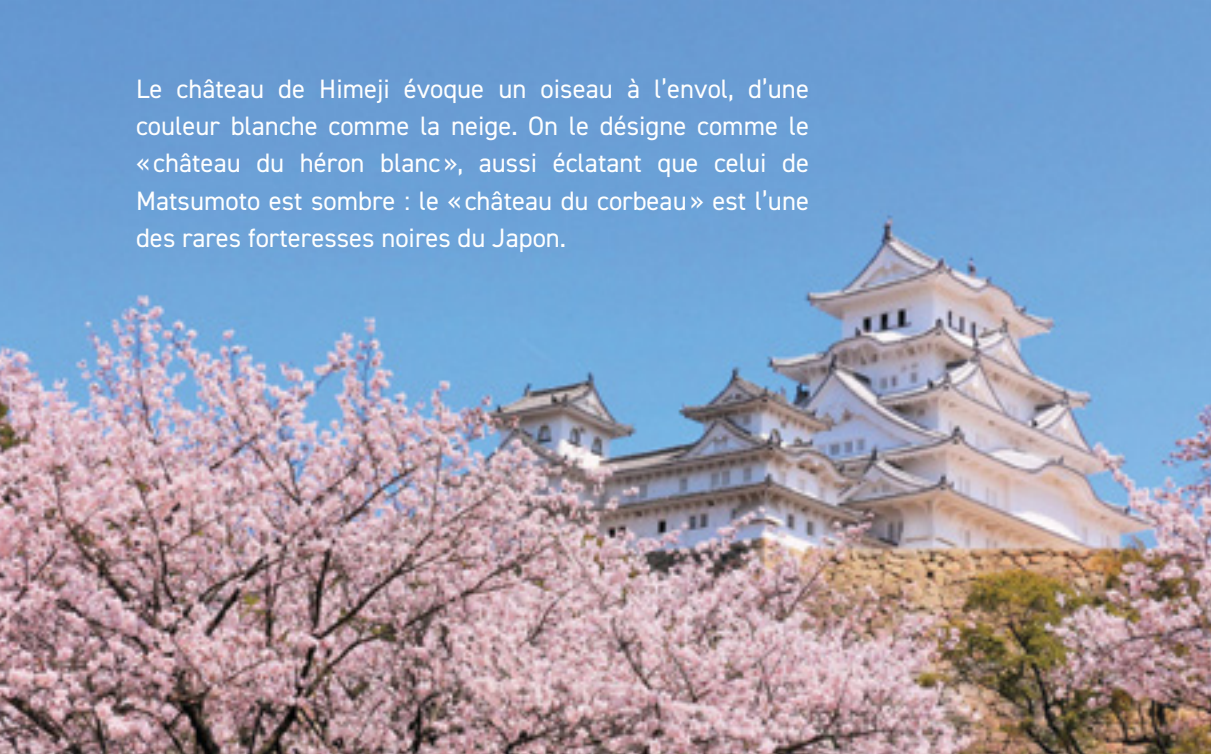 Le château de Himeji évoque un oiseau à l’envol, d’une
couleur blanche comme la neige. On le désigne comme le
«château du héron blanc», aussi éclatant que celui de
Matsumoto est sombre : le «château du corbeau» est l’une
des rares forteresses noires du Japon.